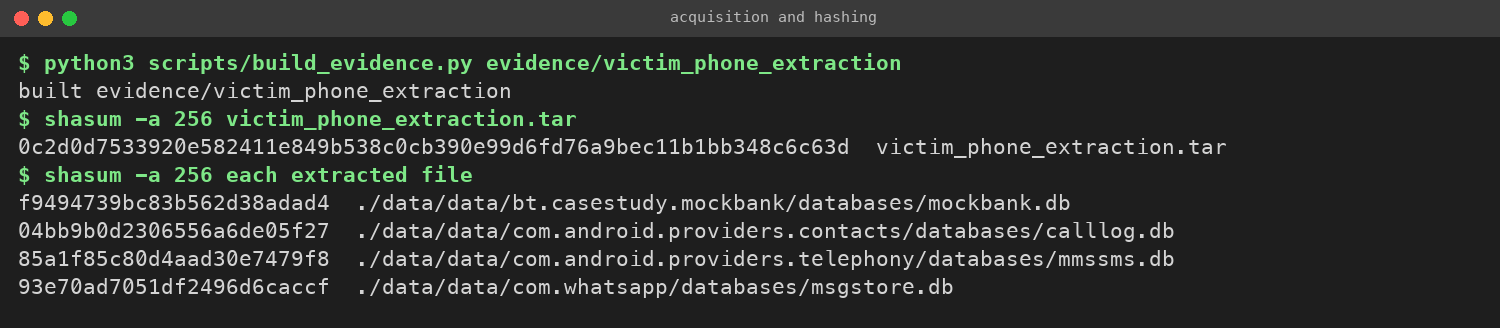 acquisition and hashing
$ python3 scripts/build_evidence.py evidence/victim_phone_extraction
built evidence/victim_phone_extraction
$ shasum -a 256 victim_phone_extraction.tar
0c2d0d7533920e582411e849b538c0cb390e99d6fd76a9bec11b1bb348c6c63d  victim_phone_extraction.tar
$ shasum -a 256 each extracted file
f9494739bc83b562d38adad4  ./data/data/bt.casestudy.mockbank/databases/mockbank.db
04bb9b0d2306556a6de05f27  ./data/data/com.android.providers.contacts/databases/calllog.db
85a1f85c80d4aad30e7479f8  ./data/data/com.android.providers.telephony/databases/mmssms.db
93e70ad7051df2496d6caccf  ./data/data/com.whatsapp/databases/msgstore.db